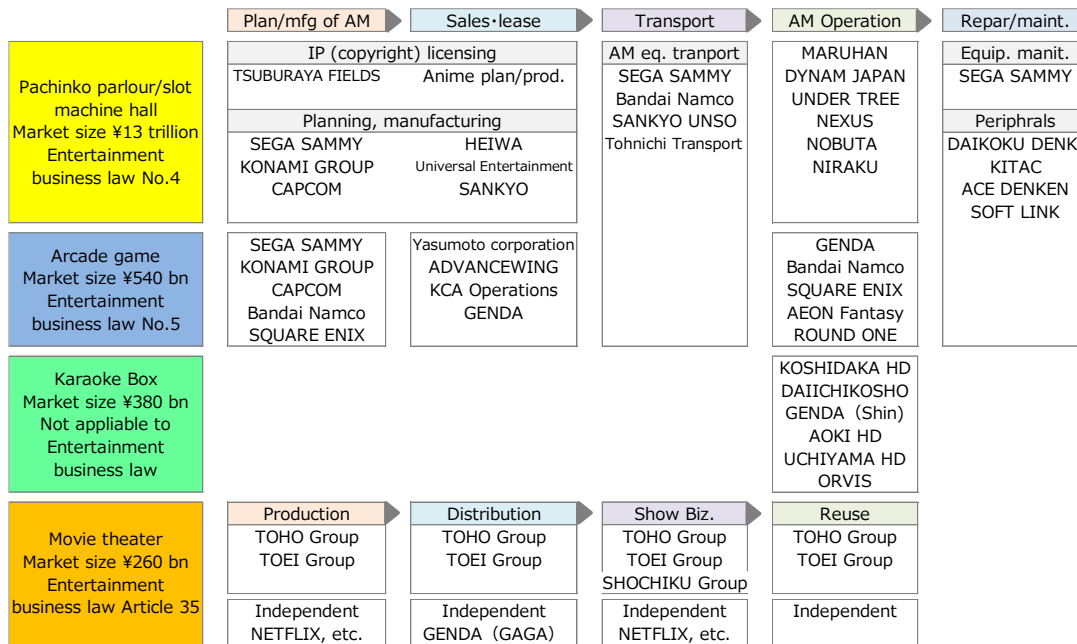 Plan/mfg of AM
Sales･lease
Transport
AM Operation
Repar/maint.
Pachinko parlour/slot
machine hall
Market size ¥13 trillion
Entertainment
business law No.4
IP (copyright) licensing
TSUBURAYA FIELDS
Anime plan/prod.
Planning, manufacturing
SEGA SAMMY
KONAMI GROUP
CAPCOM
HEIWA
Universal Entertainment
SANKYO
AM eq. tranport
SEGA SAMMY
Bandai Namco
SANKYO UNSO
Tohnichi Transport
MARUHAN
DYNAM JAPAN
UNDER TREE
NEXUS
NOBUTA
NIRAKU
Equip. manit.
SEGA SAMMY
Periphrals
DAIKOKU DENK
KITAC
ACE DENKEN
SOFT LINK
Arcade game
Market size ¥540 bn
Entertainment
business law No.5
SEGA SAMMY
KONAMI GROUP
CAPCOM
Bandai Namco
SQUARE ENIX
Yasumoto corporation
ADVANCEWING
KCA Operations
GENDA
GENDA
Bandai Namco
SQUARE ENIX
AEON Fantasy
ROUND ONE
Karaoke Box
Market size ¥380 bn
Not appliable to
Entertainment
business law
KOSHIDAKA HD
DAIICHIKOSHO
GENDA（Shin)
AOKI HD
UCHIYAMA HD
ORVIS
Movie theater
Market size ¥260 bn
Entertainment
business law Article 35
Production
Distribution
Show Biz.
Reuse
TOHO Group
TOEI Group
TOHO Group
TOEI Group
TOHO Group
TOEI Group
SHOCHIKU Group
TOHO Group
TOEI Group
Independent
NETFLIX, etc.
Independent
GENDA（GAGA）
Independent
NETFLIX, etc.
Independent